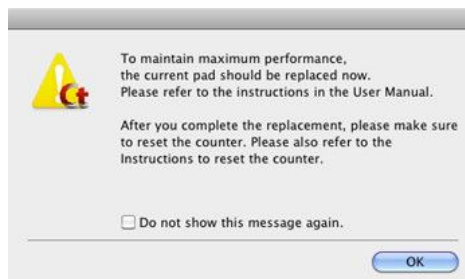 Ct
To maintain maximum performance,
the current pad should be replaced now.
Please refer to the instructions in the User Manual.
After you complete the replacement, please make sure
to reset the counter. Please also refer to the
Instructions to reset the counter.
Do not show this message again.
OK